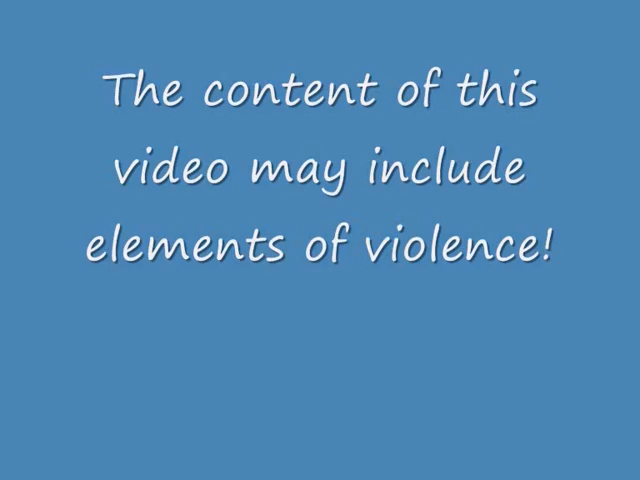 The content of this
video may include
elements of violence!